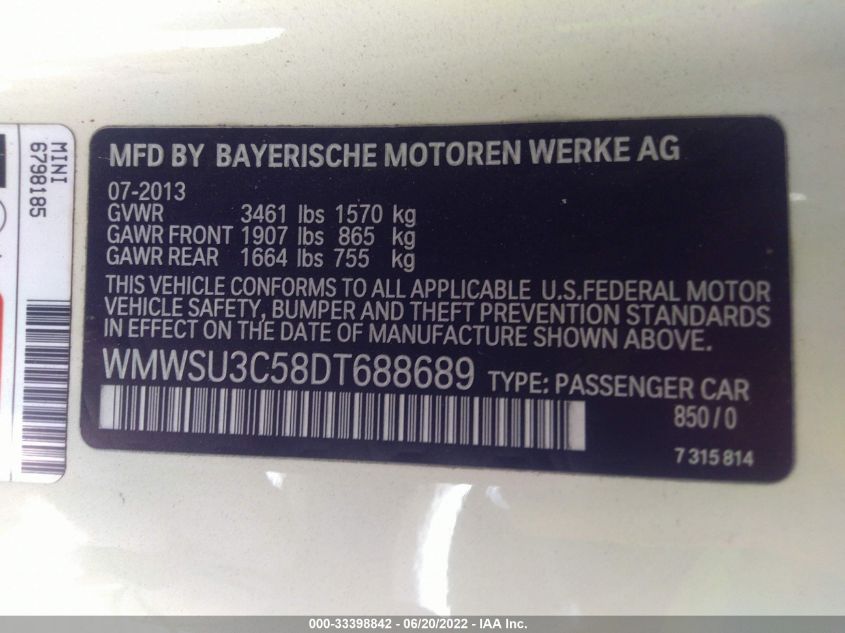 MINI
6798185
MFD BY BAYERISCHE MOTOREN WERKE AG
07-2013
GVWR 3461 lbs 1570 kg
GAWR FRONT 1907 lbs 865 kg
GAWR REAR 1664 lbs 755 kg
THIS VEHICLE CONFORMS TO ALL APPLICABLE U.S.FEDERAL MOTOR
VEHICLE SAFETY, BUMPER AND THEFT PREVENTION STANDARDS
IN EFFECT ON THE DATE OF MANUFACTURE SHOWN ABOVE.
WMWSU3C58DT688689 TYPE: PASSENGER CAR
850/0
7 315 814
000-33398842 - 06/20/2022 - IAA Inc.